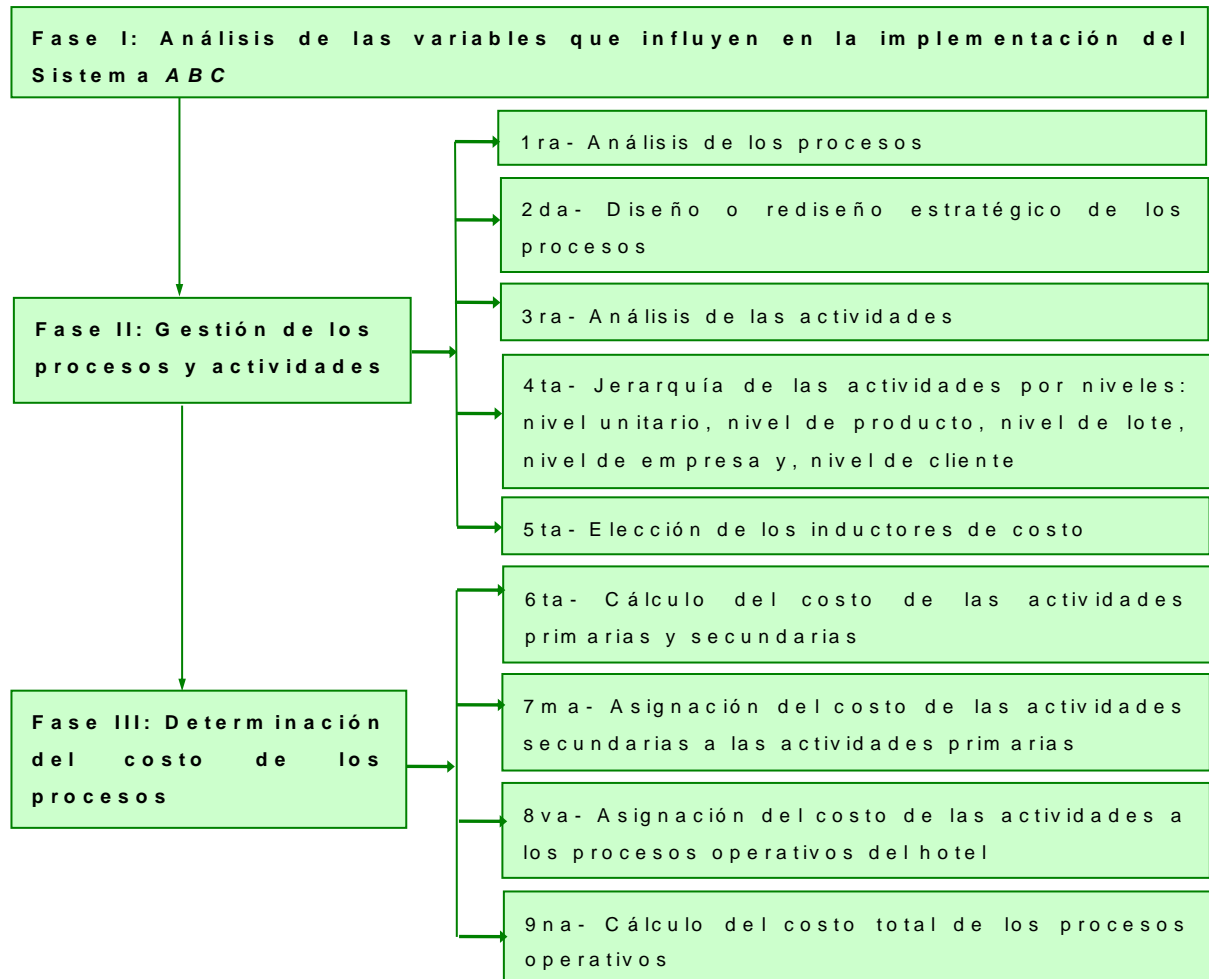 Fase I: Análisis de las variables que influyen en la implementación del
Sistema ABC
1ra- Análisis de los procesos
2da- Diseño o rediseño estratégico de los
procesos
3ra- Análisis de las actividades
Fase II: Gestión de los
procesos y actividades
4ta- Jerarquía de las actividades por niveles:
nivel unitario, nivel de producto, nivel de lote,
nivel de empresa y, nivel de cliente
5ta- Elección de los inductores de costo
6ta- Cálculo del costo de las actividades
primarias y secundarias
Fase III: Determinación
del costo de los
procesos
7ma- Asignación del costo de las actividades
secundarias a las actividades primarias
8va- Asignación del costo de las actividades a
los procesos operativos del hotel
9na- Cálculo del costo total de los procesos
operativos